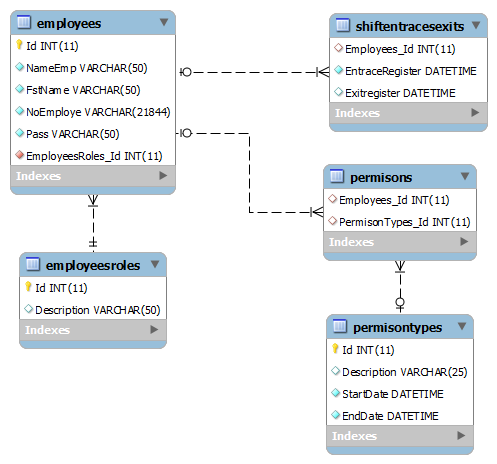 employees
Id INT(11)
NameEmp VARCHAR(50)
FstName VARCHAR(50)
NoEmploye VARCHAR(21844)
Pass VARCHAR(50)
EmployeesRoles_Id INT(11)
Indexes
shiftentracesexits
Employees_Id INT(11)
EntraceRegister DATETIME
Exitregister DATETIME
Indexes
permisons
Employees_Id INT(11)
PermisonTypes_Id INT(11)
Indexes
employeesroles
Id INT(11)
Description VARCHAR(50)
Indexes
permisontypes
Id INT(11)
Description VARCHAR(25)
StartDate DATETIME
EndDate DATETIME
Indexes